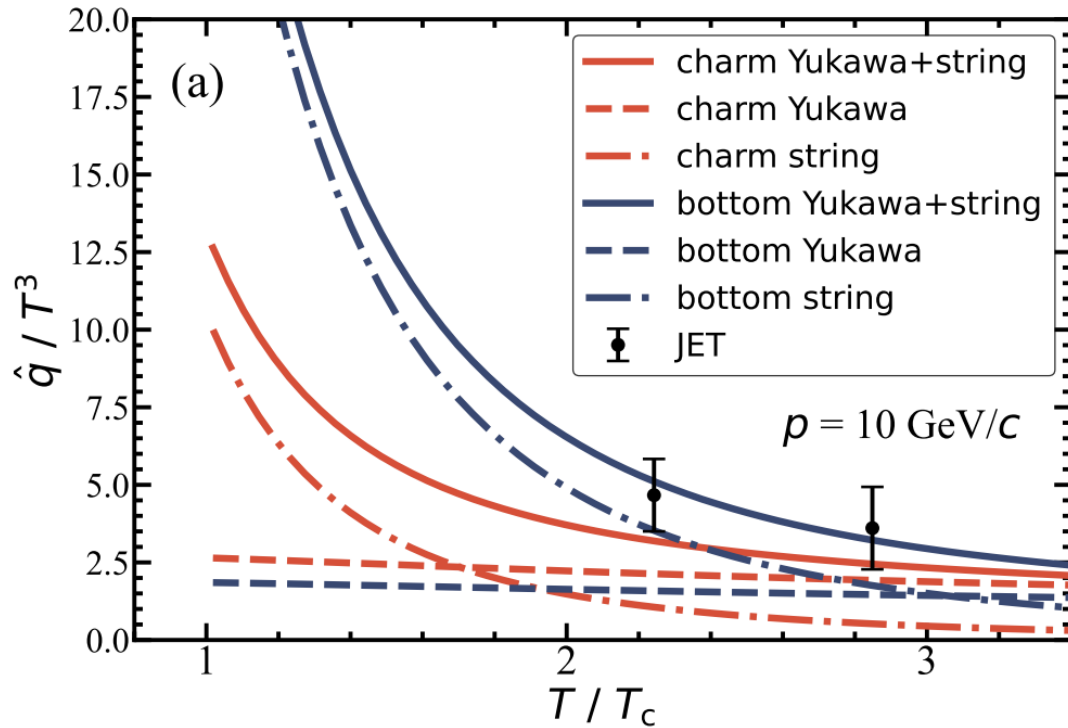 20.0
17.5
15.0
12.5
10.0
7.5
5.0
2.5
0.0
q̂ / T³
(a)
charm Yukawa+string
charm Yukawa
charm string
bottom Yukawa+string
bottom Yukawa
bottom string
JET
p = 10 GeV/c
1 2 3
T / Tc